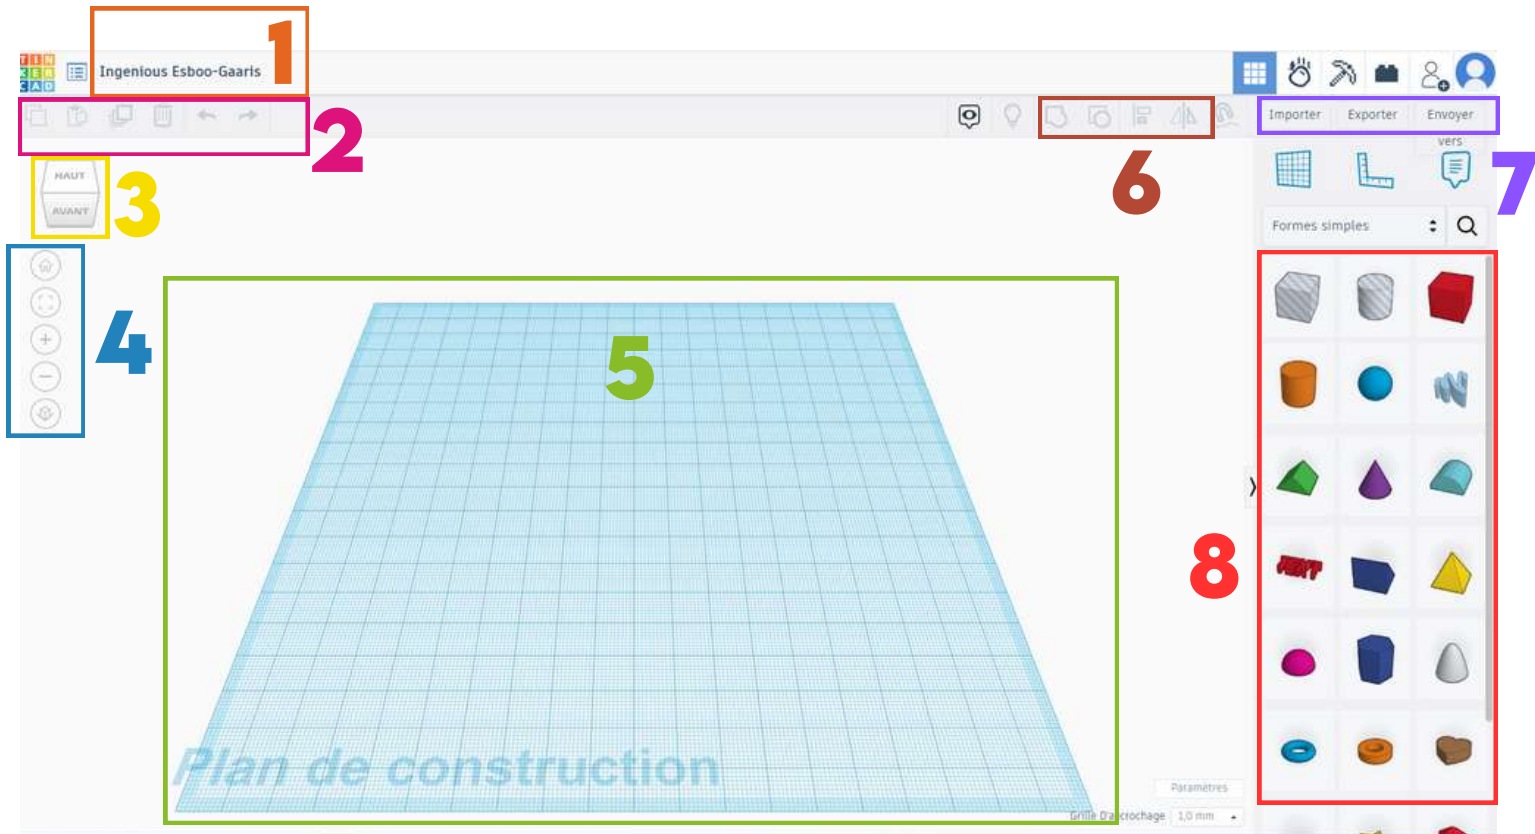 1
TIN
KER
CAD
Ingenious Esboo-Gaaris
2
6
Importer Exporter Envoyer
vers
7
HAUT
AVANT
3
Formes simples
4
5
8
TEXT
Plan de construction
Paramètres
Grille D'accrochage 1,0 mm